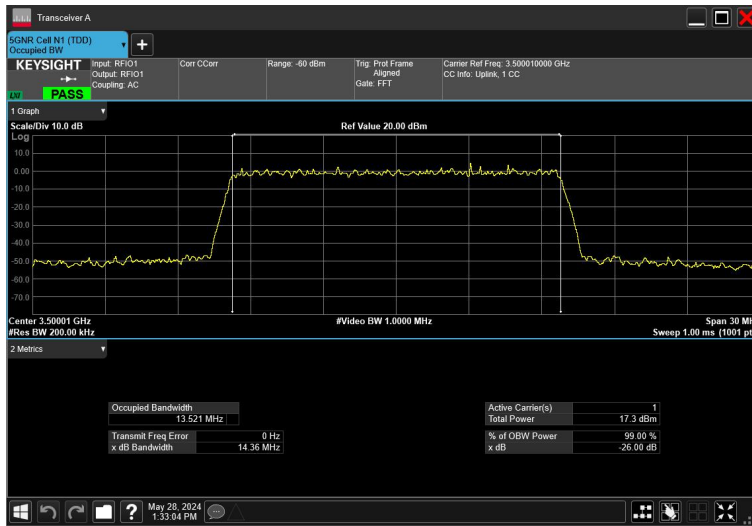 Transceiver A
5GNR Cell N1 (TDD)
Occupied BW
KEYSIGHT
LXI
PASS
Input: RFIO1
Output: RFIO1
Coupling: AC
Corr CCorr
Range: -60 dBm
Trig: Prot Frame
Aligned
Gate: FFT
Carrier Ref Freq: 3.500010000 GHz
CC Info: Uplink, 1 CC
1 Graph
Scale/Div 10.0 dB
Ref Value 20.00 dBm
Log
10.0
0.00
-10.0
-20.0
-30.0
-40.0
-50.0
-60.0
-70.0
Center 3.50001 GHz
#Video BW 1.0000 MHz
Span 30 MH
#Res BW 200.00 kHz
Sweep 1.00 ms (1001 pt
2 Metrics
Occupied Bandwidth
13.521 MHz
Transmit Freq Error 0 Hz
x dB Bandwidth 14.36 MHz
Active Carrier(s) 1
Total Power 17.3 dBm
% of OBW Power 99.00 %
x dB -26.00 dB
?
May 28, 2024
1:33:04 PM